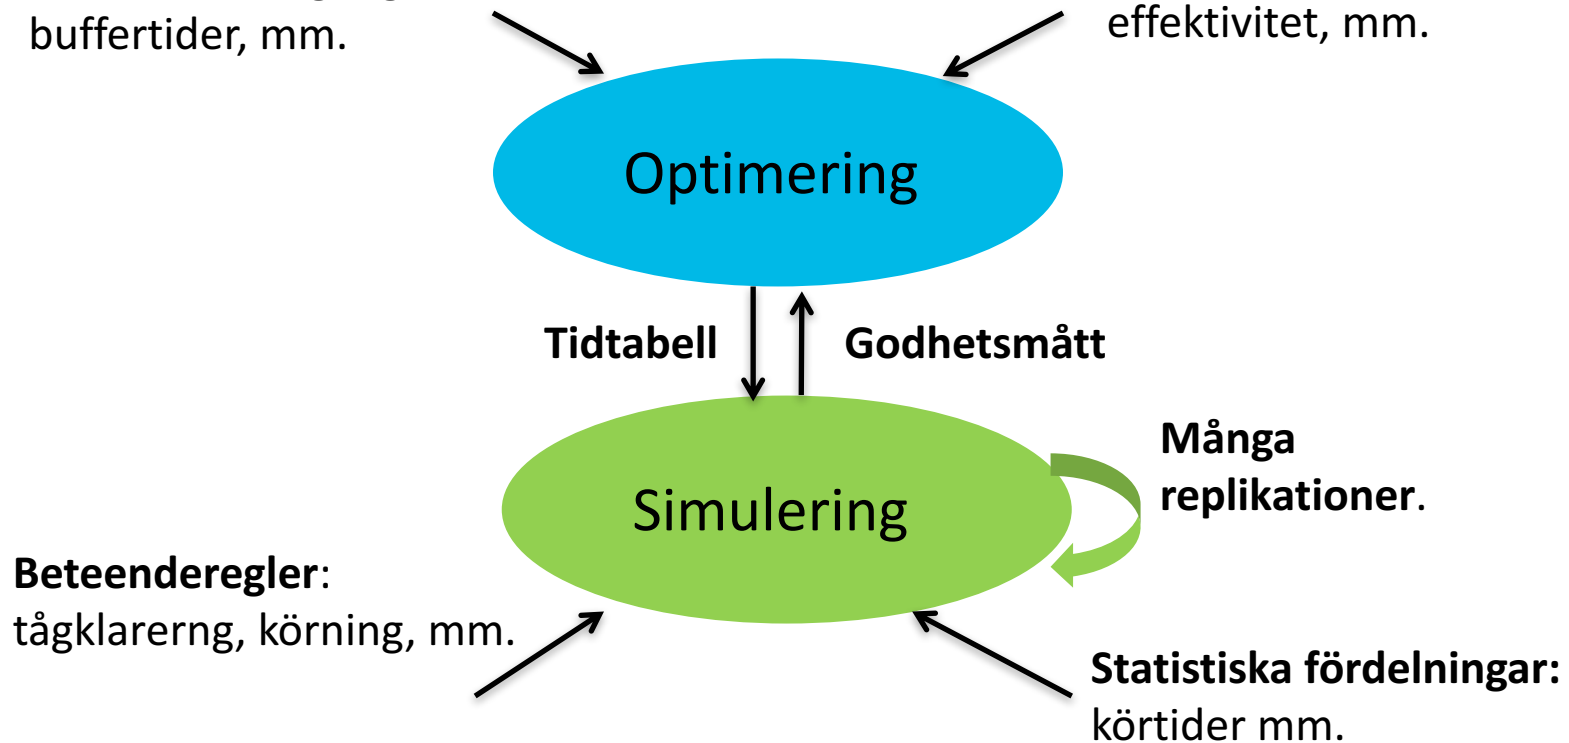 buffertider, mm.
effektivitet, mm.
Optimering
Tidtabell
Godhetsmått
Många
replikationer.
Simulering
Beteenderegler:
tågklarerng, körning, mm.
Statistiska fördelningar:
körtider mm.